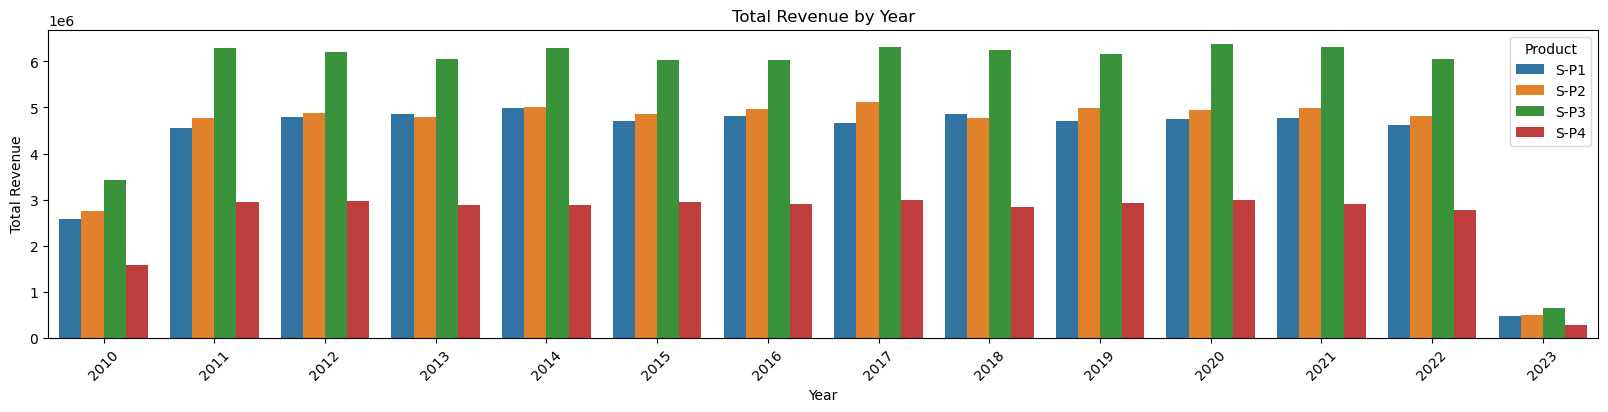 Total Revenue by Year
1e6
Total Revenue
6
5
4
3
2
1
0
Product
S-P1
S-P2
S-P3
S-P4
2010 2011 2012 2013 2014 2015 2016 2017 2018 2019 2020 2021 2022 2023
Year